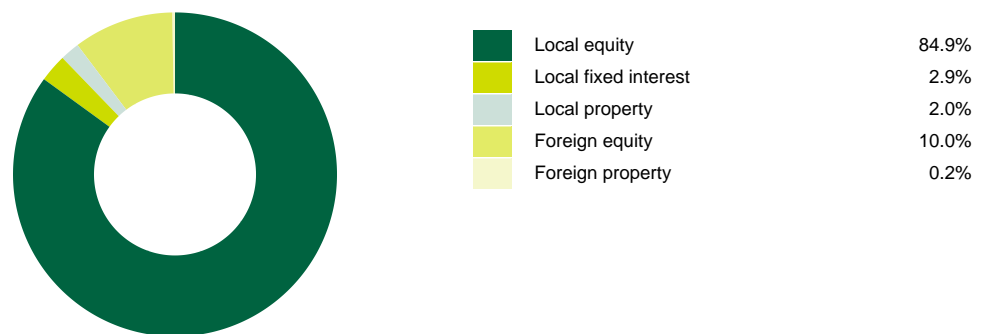 Local equity 84.9%
Local fixed interest 2.9%
Local property 2.0%
Foreign equity 10.0%
Foreign property 0.2%